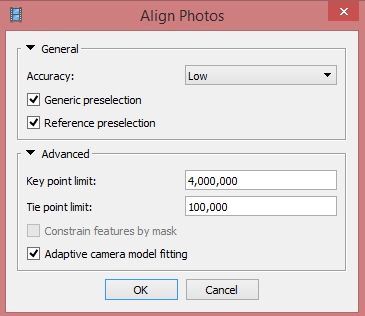 Align Photos
General
Accuracy: Low
Generic preselection
Reference preselection
Advanced
Key point limit: 4,000,000
Tie point limit: 100,000
Constrain features by mask
Adaptive camera model fitting
OK Cancel